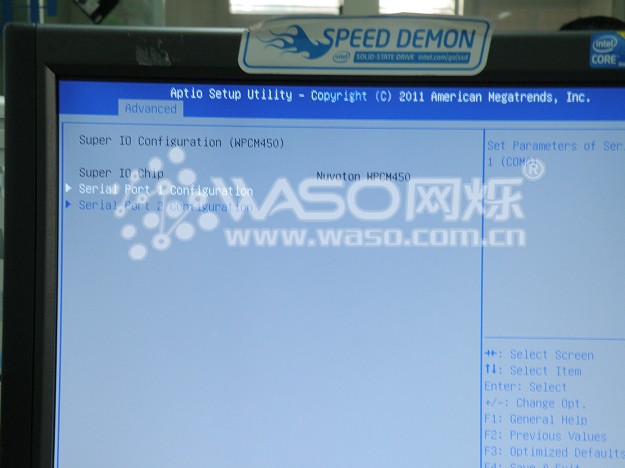 SPEED DEMON
intel SOLID-STATE DRIVE intel.com/go/ssd
intel
CORE
Aptio Setup Utility - Copyright (C) 2011 American Megatrends, Inc.
Advanced
Super IO Configuration (WPCM450)
Super IO Chip Nuvoton WPCM450
Serial Port 1 Configuration
Serial Port 2 Configuration
Set Parameters of Ser
1 (COMA)
WASO网烁®
www.waso.com.cn
→←: Select Screen
↑↓: Select Item
Enter: Select
+/-: Change Opt.
F1: General Help
F2: Previous Values
F3: Optimized Defaults
F4: Save & Exit